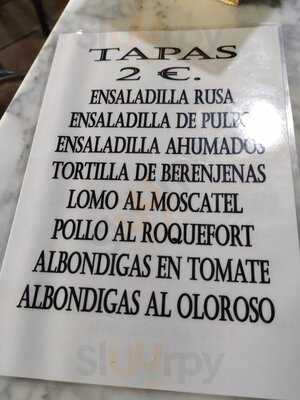 TAPAS
2 €.
ENSALADILLA RUSA
ENSALADILLA DE PULPO
ENSALADILLA AHUMADOS
TORTILLA DE BERENJENAS
LOMO AL MOSCATEL
POLLO AL ROQUEFORT
ALBONDIGAS EN TOMATE
ALBONDIGAS AL OLOROSO
sluurpy